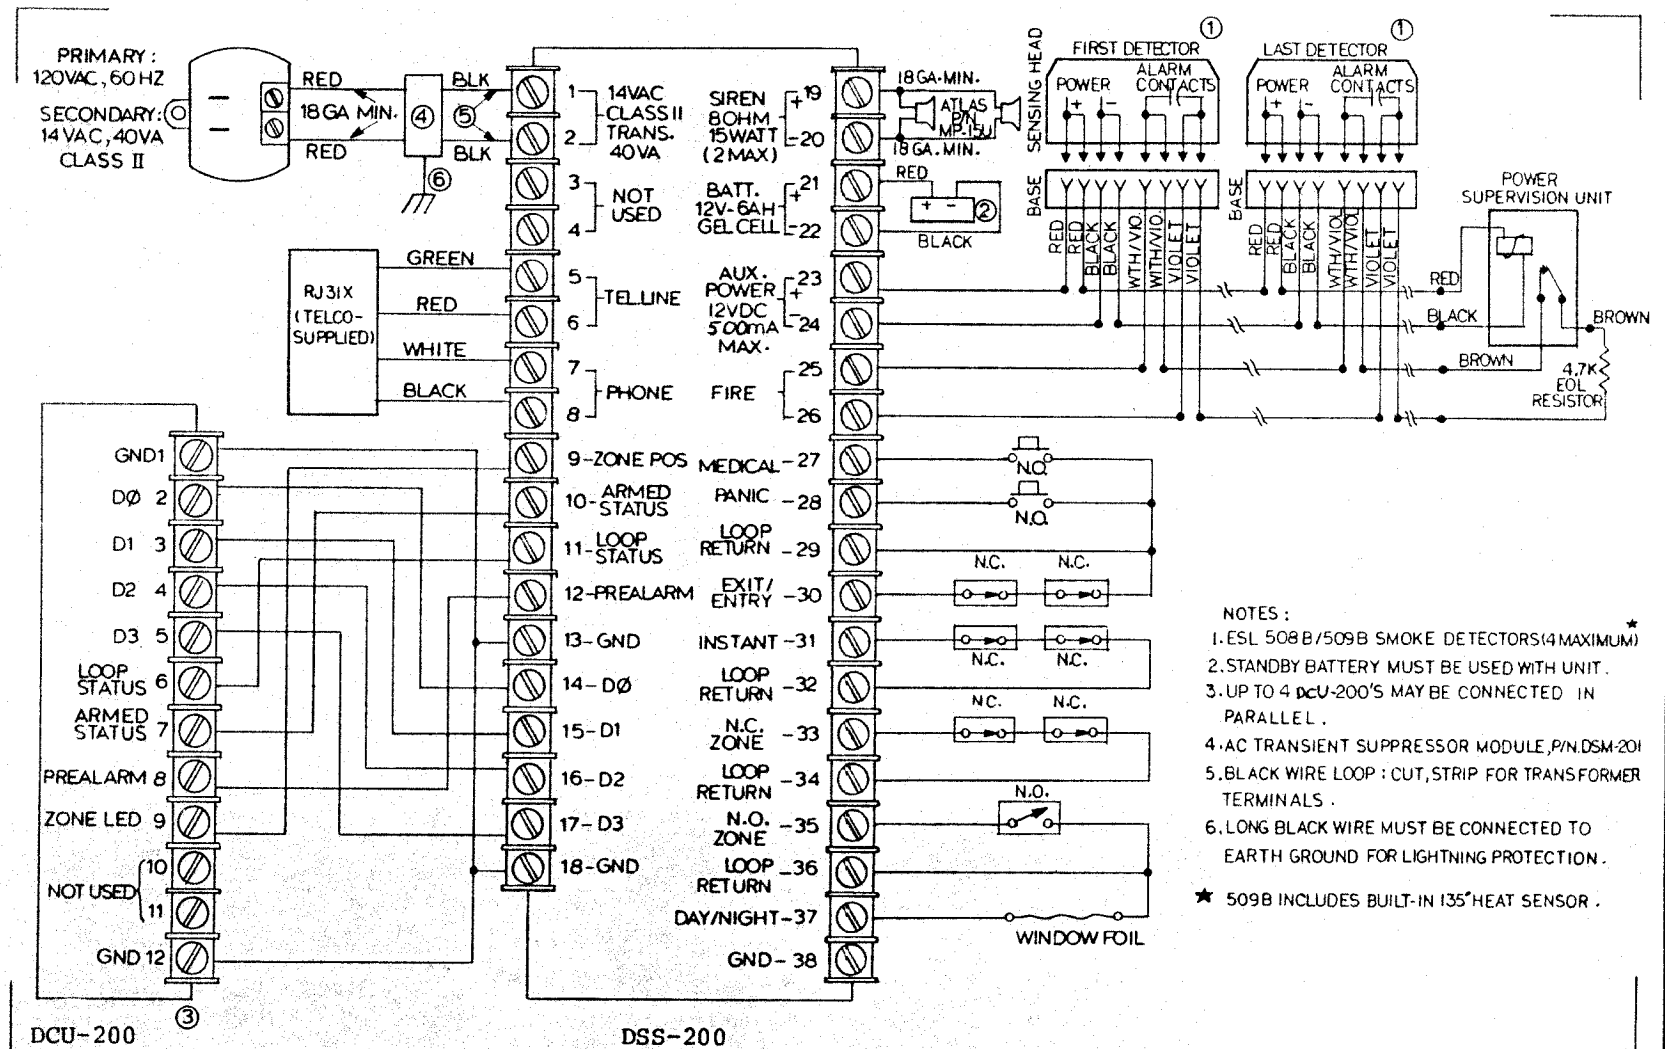 PRIMARY:
120VAC, 60 HZ
SECONDARY:
14 VAC, 40VA
CLASS II
RED
18 GA MIN.
RED
4
BLK
5
BLK
6
RJ31X
(TELCO-
SUPPLIED)
GREEN
RED
WHITE
BLACK
1
2
14VAC
CLASS II
TRANS.
40VA
3
4
NOT
USED
5
6
TEL LINE
7
8
PHONE
9-ZONE POS
10-ARMED
STATUS
11-LOOP
STATUS
12-PREALARM
13-GND
14-DØ
15-D1
16-D2
17-D3
18-GND
SIREN
8OHM
15WATT
(2 MAX)
+
-
19
20
BATT.
12V-6AH
GEL CELL
+
-
21
22
AUX.
POWER
12VDC
500mA
MAX.
+
-
23
24
FIRE
25
26
MEDICAL-27
PANIC -28
LOOP
RETURN -29
EXIT/
ENTRY -30
INSTANT-31
LOOP
RETURN -32
N.C.
ZONE -33
LOOP
RETURN -34
N.O.
ZONE -35
LOOP
RETURN -36
DAY/NIGHT-37
GND-38
18 GA.MIN.
ATLAS
P/N
MP-15U
18 GA. MIN.
RED
+ -
2
BLACK
SENSING HEAD
BASE
FIRST DETECTOR
1
POWER
+ -
ALARM
CONTACTS
RED
RED
BLACK
BLACK
WTH/VIO.
WITH/VIO.
VIOLET
VIOLET
LAST DETECTOR
1
POWER
+ -
ALARM
CONTACTS
BASE
RED
RED
BLACK
BLACK
WTH/VIOL
WTH/VIOL
VIOLET
VIOLET
POWER
SUPERVISION UNIT
RED
BLACK
BROWN
BROWN
4.7K
EOL
RESISTOR
N.O.
N.O.
N.C. N.C.
N.C. N.C.
N.C. N.C.
N.O.
WINDOW FOIL
GND1
DØ 2
D1 3
D2 4
D3 5
LOOP
STATUS 6
ARMED
STATUS 7
PREALARM 8
ZONE LED 9
10
NOT USED
11
GND 12
3
DCU-200
DSS-200
NOTES :
1. ESL 508 B/509 B SMOKE DETECTORS(4 MAXIMUM)★
2. STANDBY BATTERY MUST BE USED WITH UNIT.
3. UP TO 4 DCU-200'S MAY BE CONNECTED IN
PARALLEL.
4. AC TRANSIENT SUPPRESSOR MODULE, P/N.DSM-201
5. BLACK WIRE LOOP : CUT, STRIP FOR TRANSFORMER
TERMINALS.
6. LONG BLACK WIRE MUST BE CONNECTED TO
EARTH GROUND FOR LIGHTNING PROTECTION.
★ 509B INCLUDES BUILT-IN 135° HEAT SENSOR.